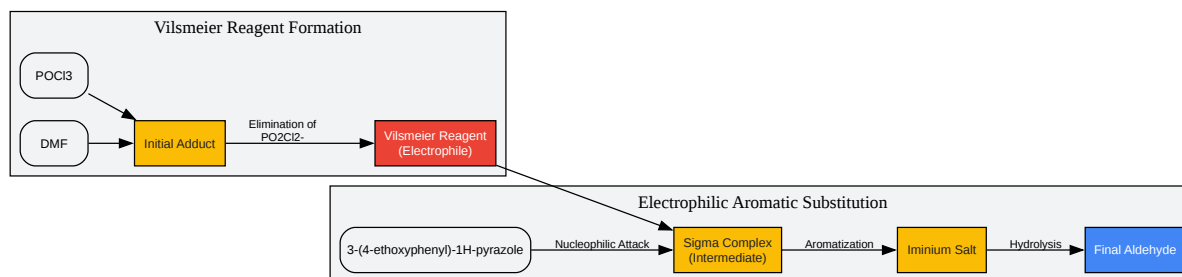 Vilsmeier Reagent Formation
POCl3
DMF
Initial Adduct
Elimination of
PO2Cl2-
Vilsmeier Reagent
(Electrophile)
Electrophilic Aromatic Substitution
3-(4-ethoxyphenyl)-1H-pyrazole
Nucleophilic Attack
Sigma Complex
(Intermediate)
Aromatization
Iminium Salt
Hydrolysis
Final Aldehyde